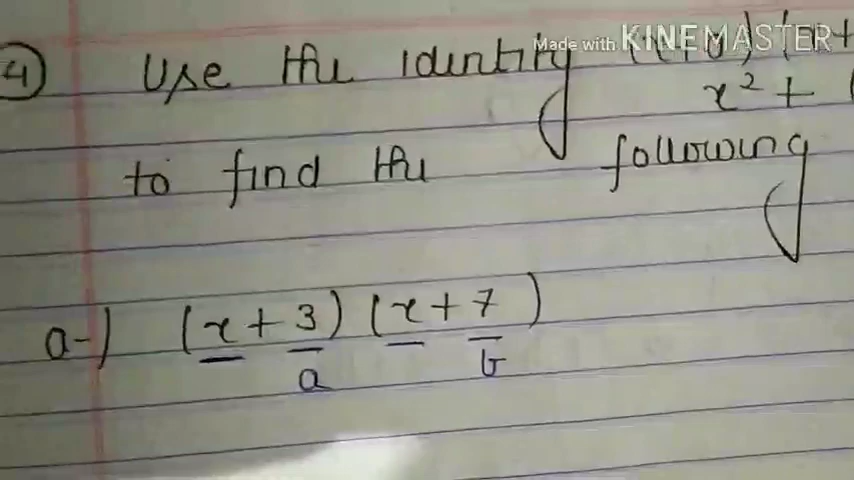 Made with KINEMASTER
4 Use the identity
x² + (
to find the following
a-) (x + 3) (x + 7)
a b